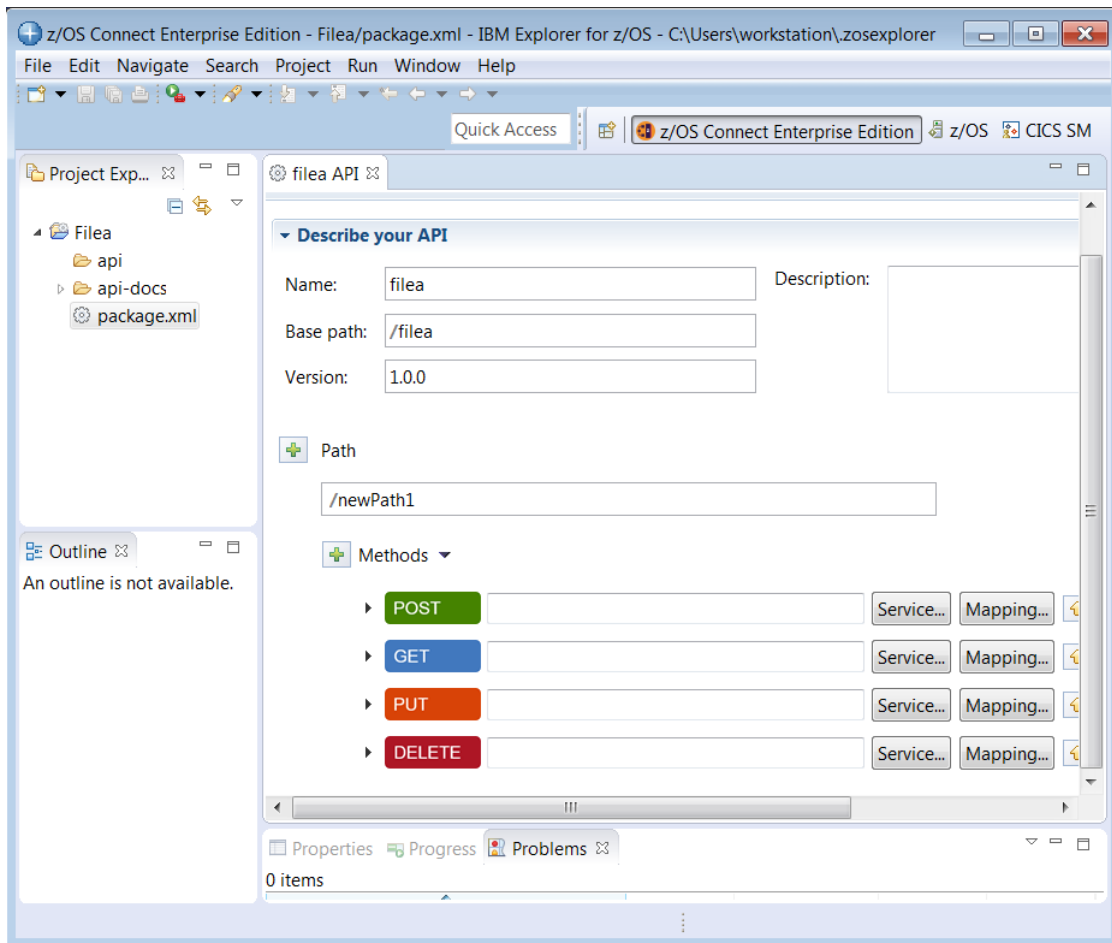 z/OS Connect Enterprise Edition - Filea/package.xml - IBM Explorer for z/OS - C:\Users\workstation\.zosexplorer
File Edit Navigate Search Project Run Window Help
Quick Access z/OS Connect Enterprise Edition z/OS CICS SM
Project Exp...
Filea
api
api-docs
package.xml
Outline
An outline is not available.
filea API
Describe your API
Name: filea Description:
Base path: /filea
Version: 1.0.0
Path
/newPath1
Methods
POST Service... Mapping...
GET Service... Mapping...
PUT Service... Mapping...
DELETE Service... Mapping...
Properties Progress Problems
0 items